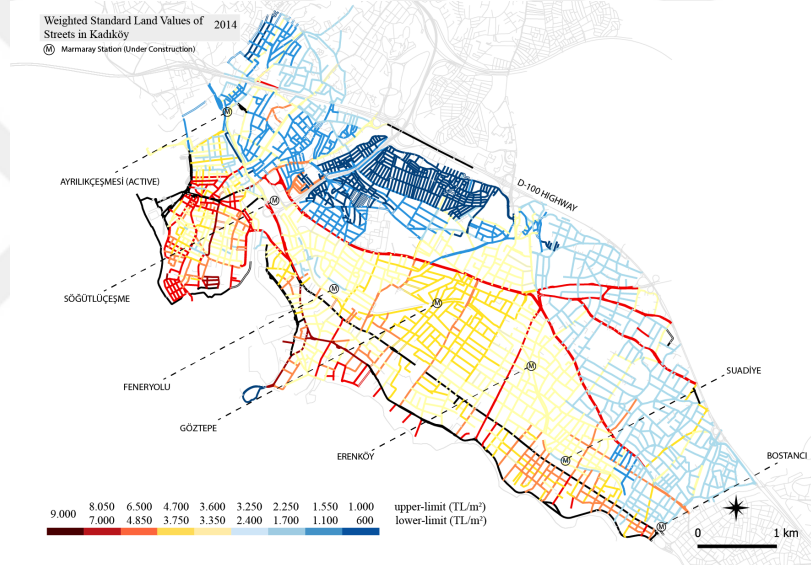 Weighted Standard Land Values of 2014
Streets in Kadıköy
M Marmaray Station (Under Construction)
M
AYRILIKÇEŞMESİ (ACTIVE)
D-100 HIGHWAY
M
SÖĞÜTLÜÇEŞME
M
M
FENERYOLU
M
SUADİYE
GÖZTEPE
ERENKÖY
M
BOSTANCI
M
9.000 8.050 6.500 4.700 3.600 3.250 2.250 1.550 1.000 upper-limit (TL/m²)
7.000 4.850 3.750 3.350 2.400 1.700 1.100 600 lower-limit (TL/m²)
0 1 km